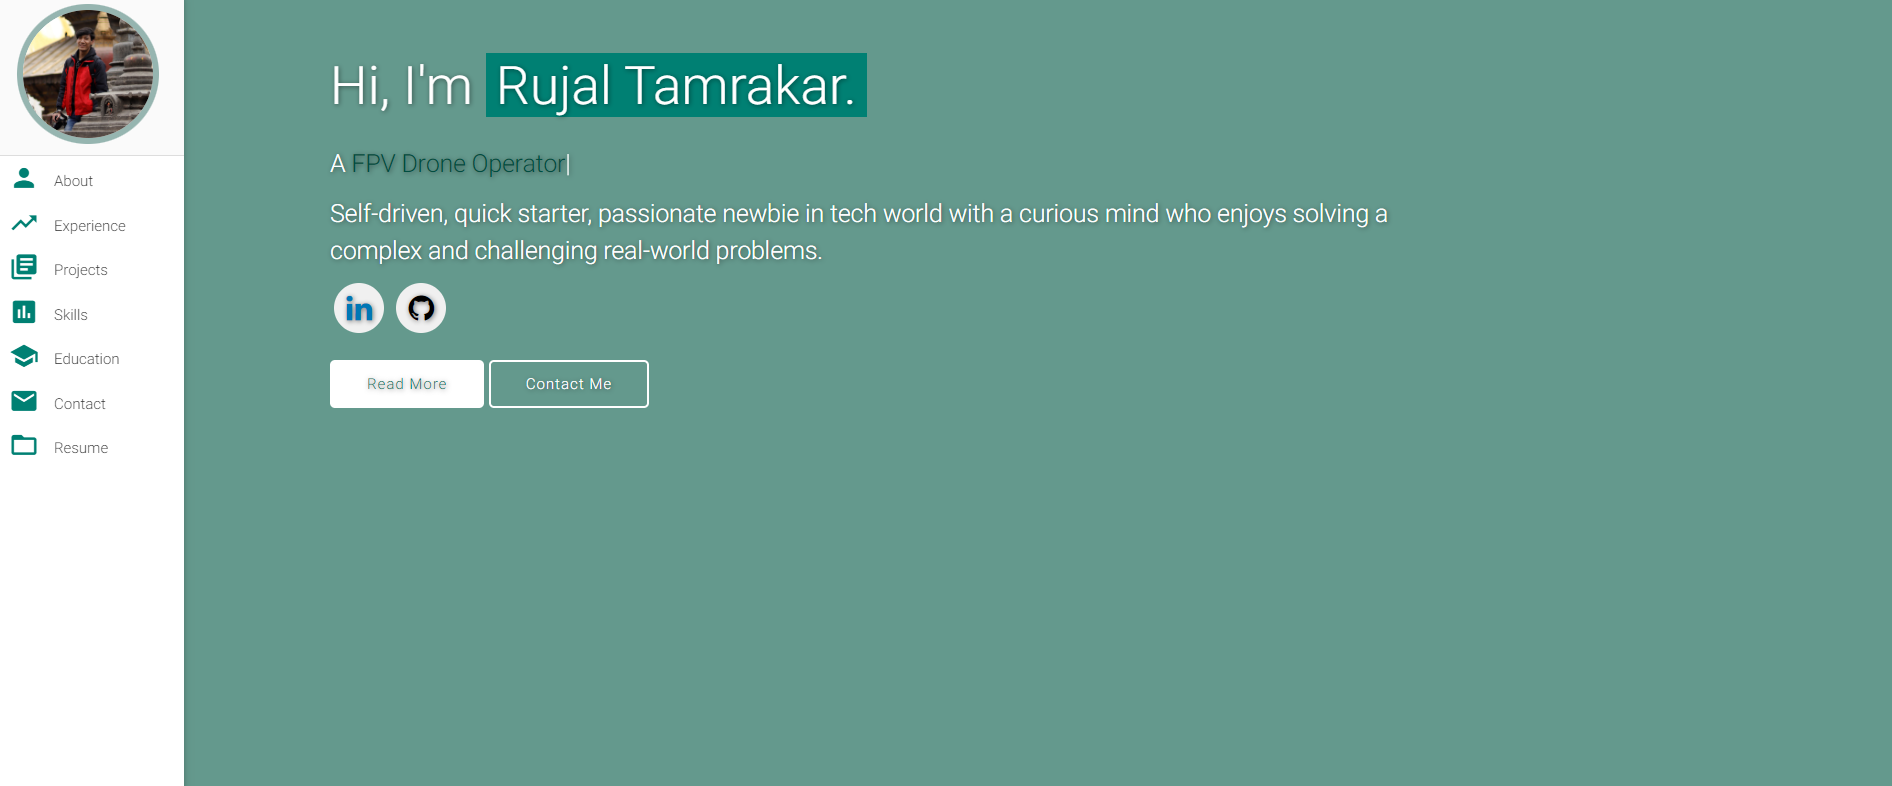 About
Experience
Projects
Skills
Education
Contact
Resume
Hi, I'm Rujal Tamrakar.
A FPV Drone Operator|
Self-driven, quick starter, passionate newbie in tech world with a curious mind who enjoys solving a
complex and challenging real-world problems.
in
Read More
Contact Me